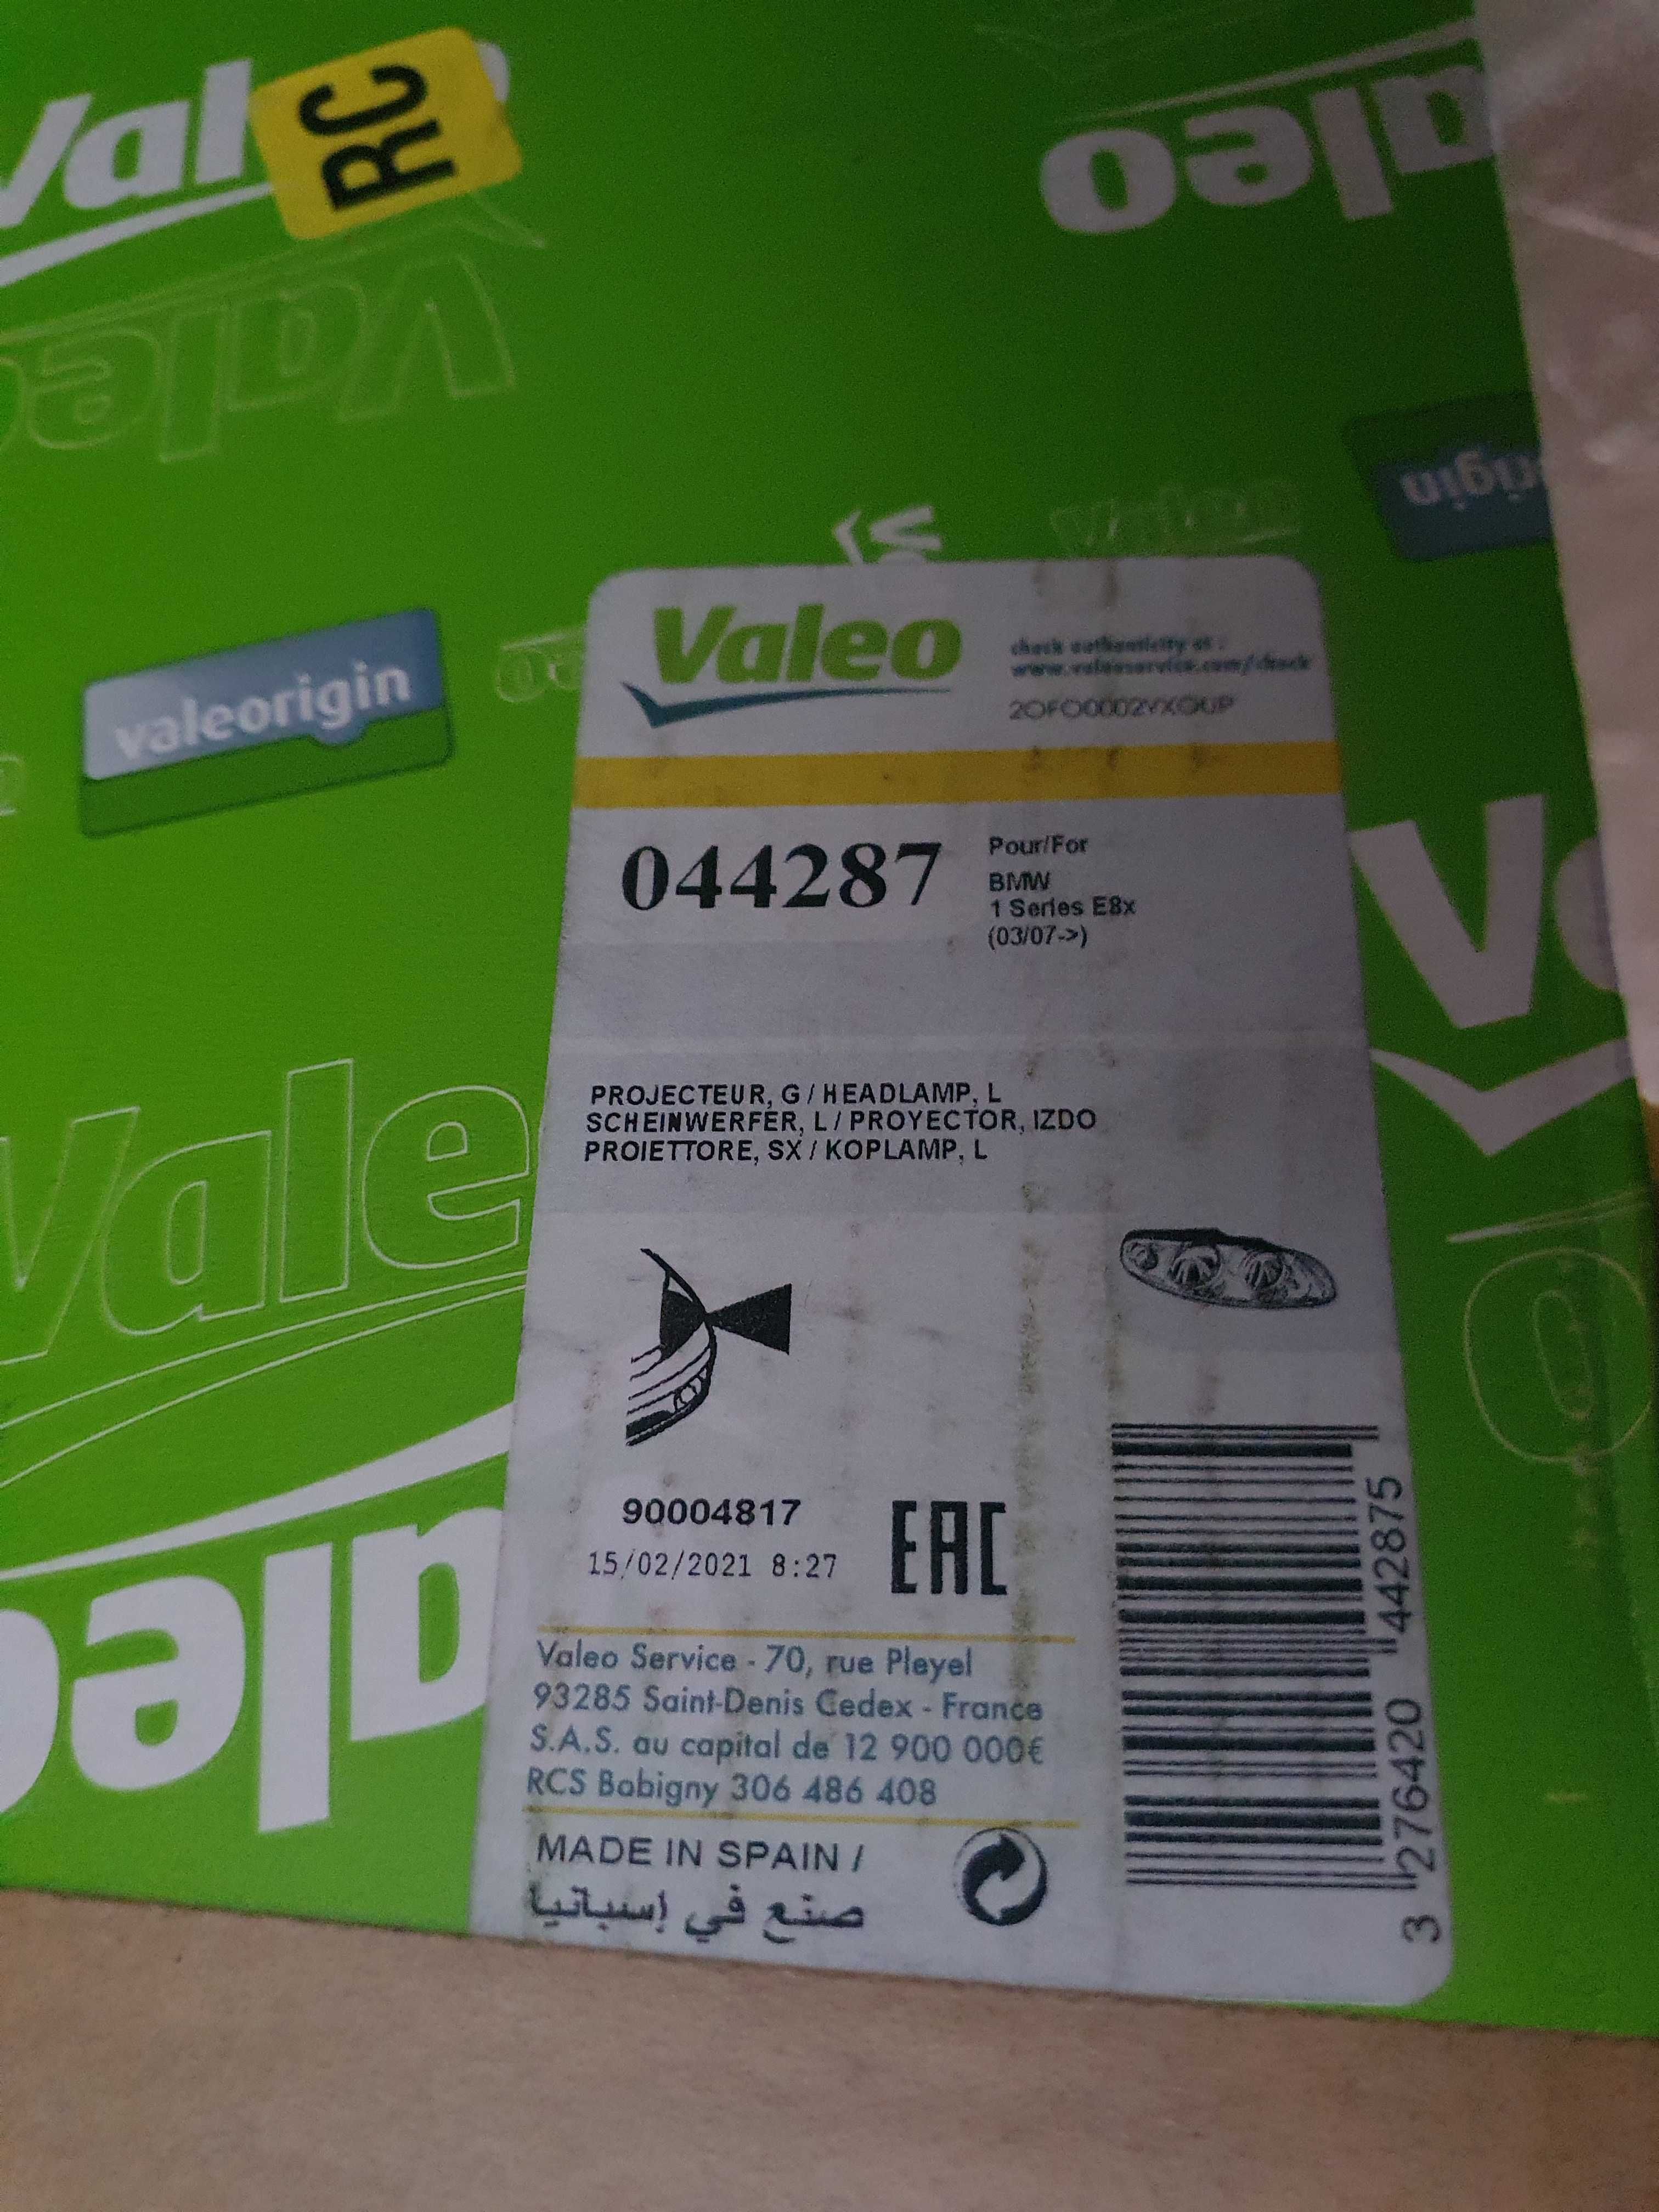 Val
RC
Valeo
Valeo
valeorigin
rigin
Valeo
Valeo
check authenticity at :
www.valeoservice.com/check
044287
Pour/For
BMW
1 Series E8x
(03/07->)
PROJECTEUR, G / HEADLAMP, L
SCHEINWERFER, L / PROYECTOR, IZDO
PROIETTORE, SX / KOPLAMP, L
Vale
90004817
15/02/2021 8:27
EAC
Valeo Service - 70, rue Pleyel
93285 Saint-Denis Cedex - France
S.A.S. au capital de 12 900 000€
RCS Bobigny 306 486 408
MADE IN SPAIN /
صنع في إسبانيا
3 276420 442875